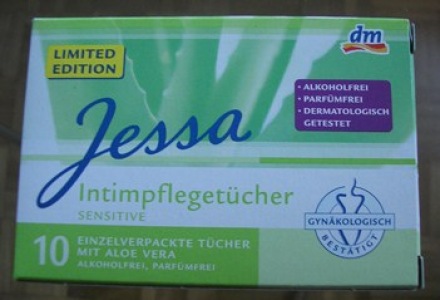 dm
LIMITED
EDITION
• ALKOHOLFREI
• PARFÜMFREI
• DERMATOLOGISCH
GETESTET
Jessa
Intimpflegetücher
SENSITIVE
GYNÄKOLOGISCH
BESTÄTIGT
10 EINZELVERPACKTE TÜCHER
MIT ALOE VERA
ALKOHOLFREI, PARFÜMFREI